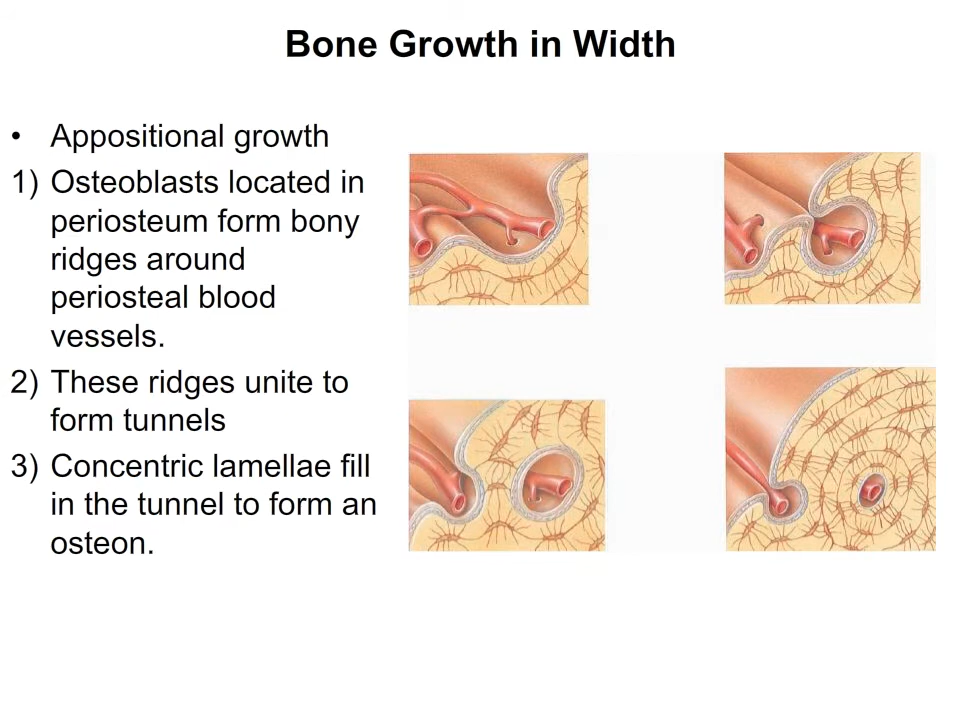 Bone Growth in Width
• Appositional growth
1) Osteoblasts located in
periosteum form bony
ridges around
periosteal blood
vessels.
2) These ridges unite to
form tunnels
3) Concentric lamellae fill
in the tunnel to form an
osteon.